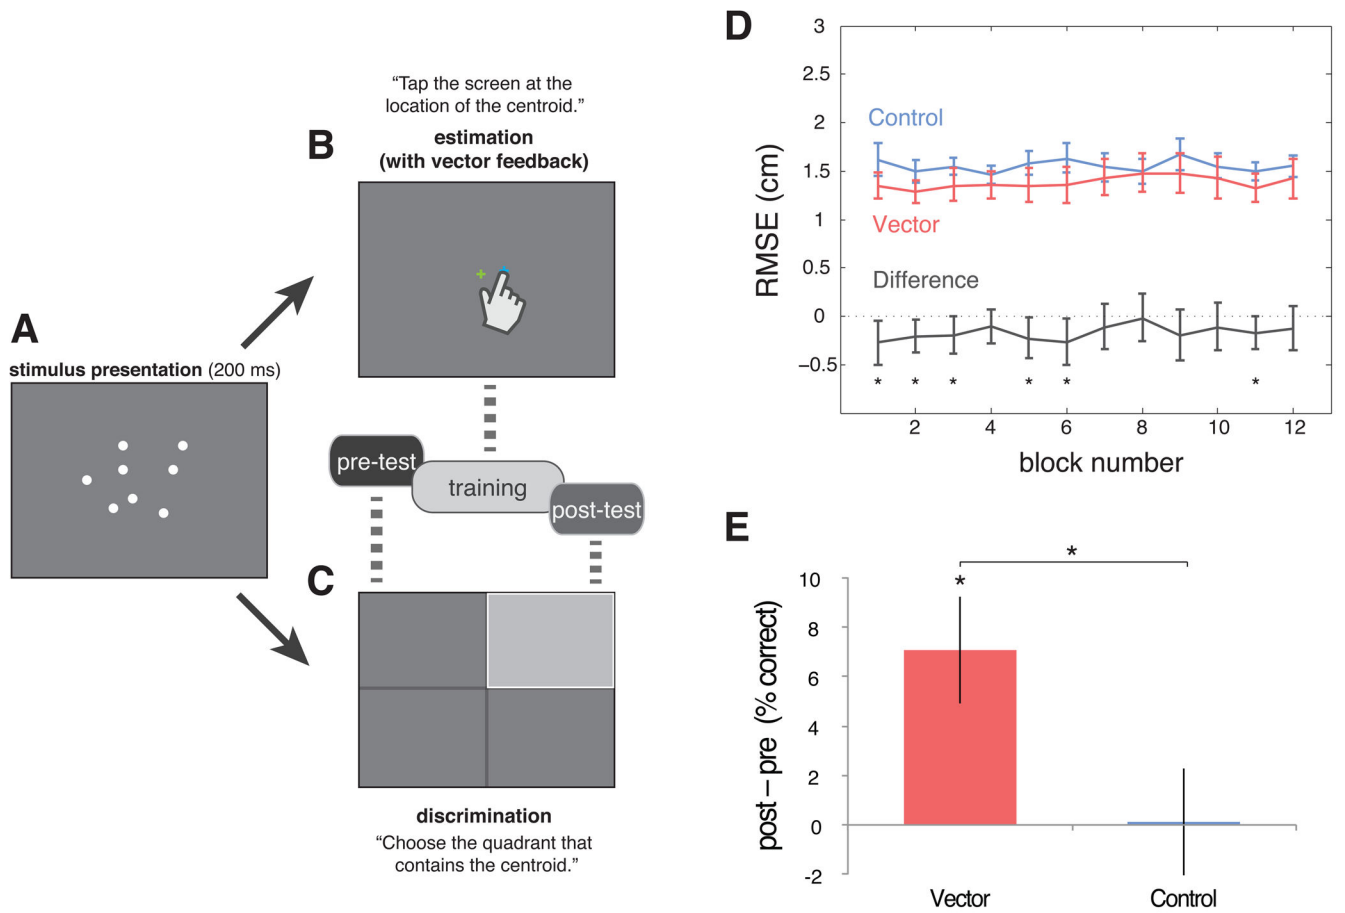 A
stimulus presentation (200 ms)
B
“Tap the screen at the
location of the centroid.”
estimation
(with vector feedback)
pre-test
training
post-test
C
discrimination
“Choose the quadrant that
contains the centroid.”
D
3
2.5
2
1.5
1
0.5
0
−0.5
RMSE (cm)
Control
Vector
Difference
* * * * * *
2 4 6 8 10 12
block number
E
*
*
10
8
6
4
2
0
-2
post – pre (% correct)
Vector Control